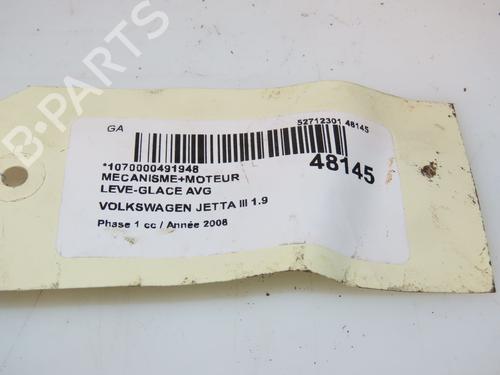 GA
52712301 48145
*1070000491948
48145
MECANISME+MOTEUR
LEVE-GLACE AVG
VOLKSWAGEN JETTA III 1.9
Phase 1 cc / Année 2008
B-PARTS